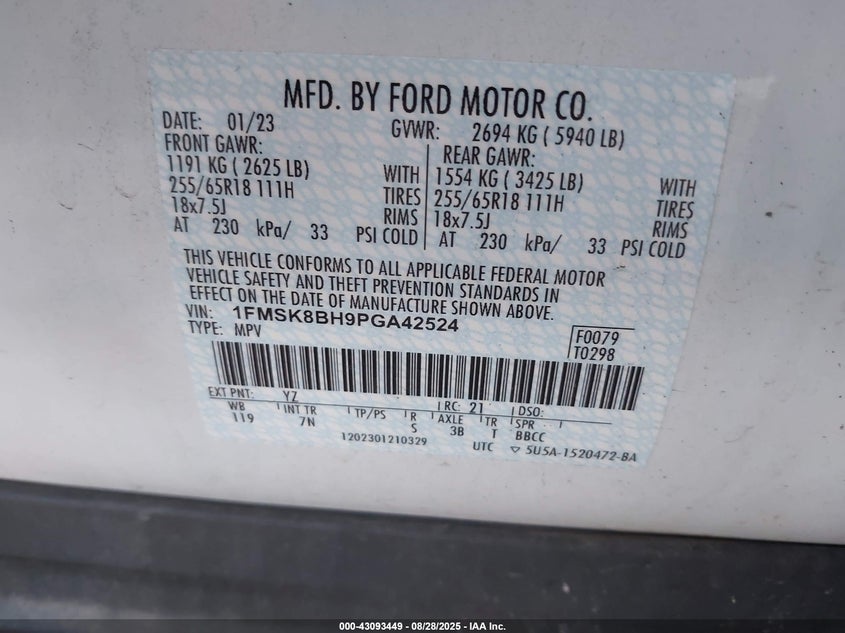 MFD. BY FORD MOTOR CO.
DATE: 01/23 GVWR: 2694 KG ( 5940 LB)
FRONT GAWR: REAR GAWR:
1191 KG ( 2625 LB) WITH 1554 KG ( 3425 LB) WITH
255/65R18 111H TIRES 255/65R18 111H TIRES
18x7.5J RIMS 18x7.5J RIMS
AT 230 kPa/ 33 PSI COLD AT 230 kPa/ 33 PSI COLD
THIS VEHICLE CONFORMS TO ALL APPLICABLE FEDERAL MOTOR
VEHICLE SAFETY AND THEFT PREVENTION STANDARDS IN
EFFECT ON THE DATE OF MANUFACTURE SHOWN ABOVE.
VIN: 1FMSK8BH9PGA42524
TYPE: MPV
F0079
T0298
EXT PNT: YZ RC: 21 DSO:
WB INT TR TP/PS R AXLE TR SPR
119 7N S 3B T BBCC
1202301210329 UTC ▽ 5U5A-1520472-BA
000-43093449 - 08/28/2025 - IAA Inc.